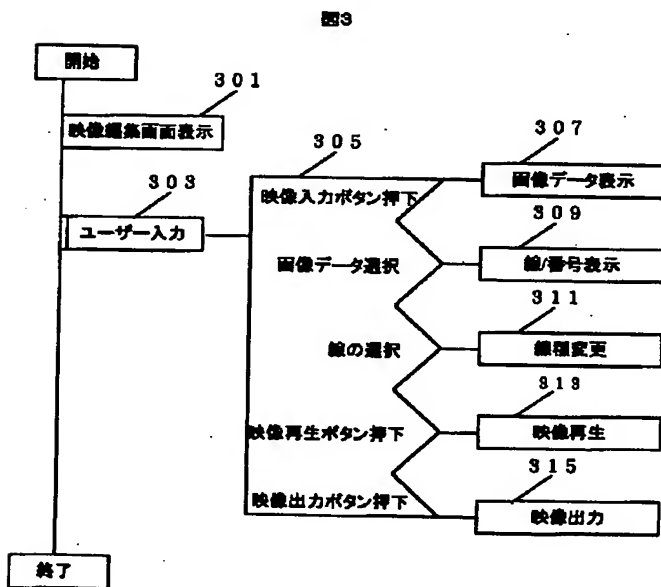 図3
開始
301
映像編集画面表示
303
ユーザー入力
305
映像入力ボタン押下
307
画像データ表示
画像データ選択
309
線/番号表示
線の選択
311
線種変更
映像再生ボタン押下
313
映像再生
映像出力ボタン押下
315
映像出力
終了